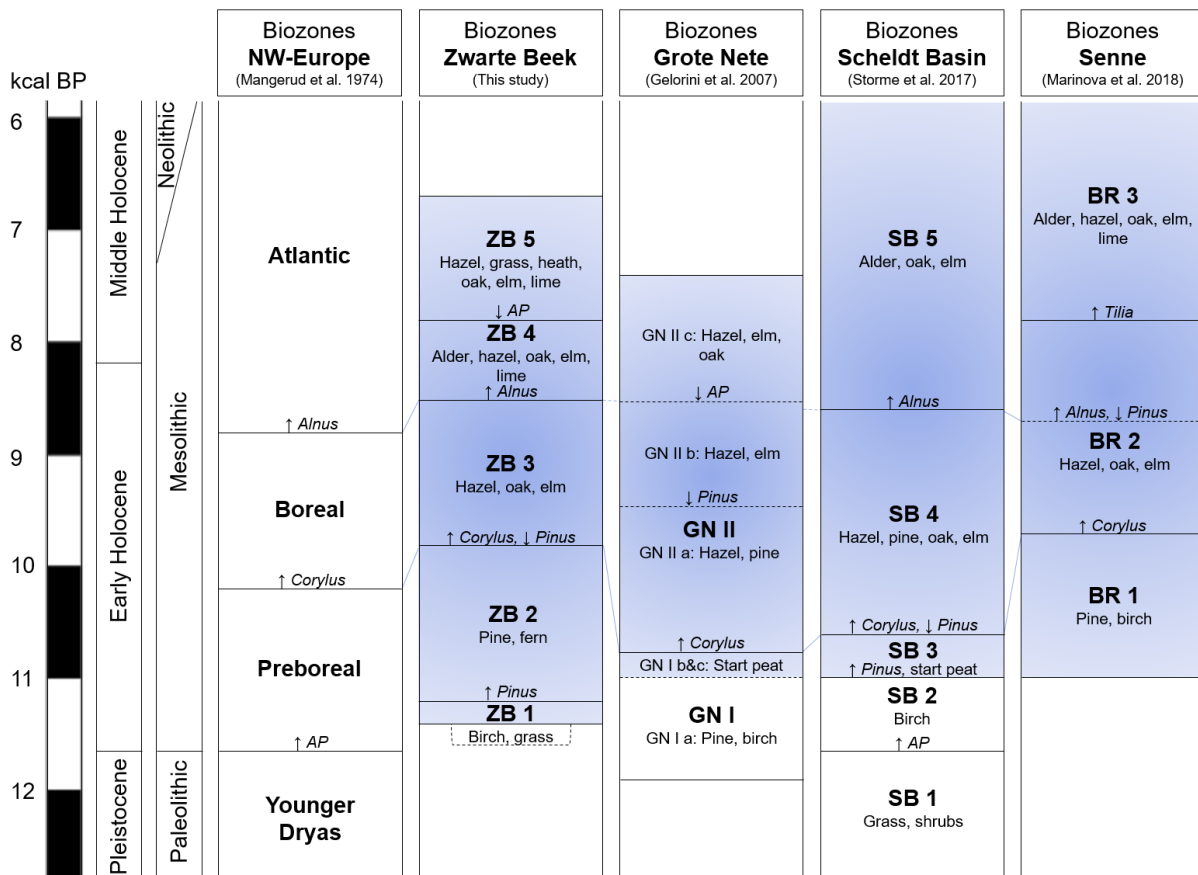 Biozones
NW-Europe
(Mangerud et al. 1974)
Biozones
Zwarte Beek
(This study)
Biozones
Grote Nete
(Gelorini et al. 2007)
Biozones
Scheldt Basin
(Storme et al. 2017)
Biozones
Senne
(Marinova et al. 2018)
kcal BP
6
7
8
9
10
11
12
Middle Holocene
Early Holocene
Pleistocene
Neolithic
Mesolithic
Paleolithic
Atlantic
↑ Alnus
Boreal
↑ Corylus
Preboreal
↑ AP
Younger
Dryas
ZB 5
Hazel, grass, heath,
oak, elm, lime
↓ AP
ZB 4
Alder, hazel, oak, elm,
lime
↑ Alnus
ZB 3
Hazel, oak, elm
↑ Corylus, ↓ Pinus
ZB 2
Pine, fern
↑ Pinus
ZB 1
Birch, grass
GN II c: Hazel, elm,
oak
↓ AP
GN II b: Hazel, elm
↓ Pinus
GN II
GN II a: Hazel, pine
↑ Corylus
GN I b&c: Start peat
GN I
GN I a: Pine, birch
SB 5
Alder, oak, elm
↑ Alnus
SB 4
Hazel, pine, oak, elm
↑ Corylus, ↓ Pinus
SB 3
↑ Pinus, start peat
SB 2
Birch
↑ AP
SB 1
Grass, shrubs
BR 3
Alder, hazel, oak, elm,
lime
↑ Tilia
↑ Alnus, ↓ Pinus
BR 2
Hazel, oak, elm
↑ Corylus
BR 1
Pine, birch